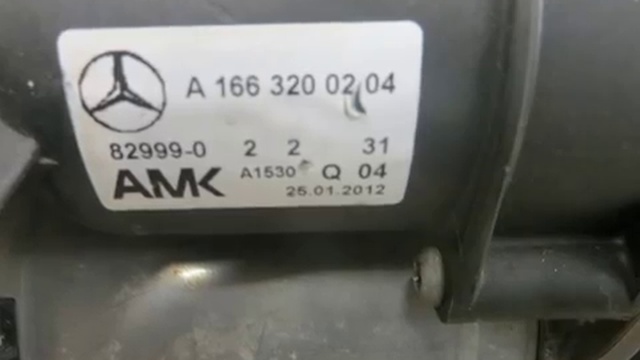 A 166 320 02 04
82999-0 2 2 31
AMK A1530 Q 04
25.01.2012